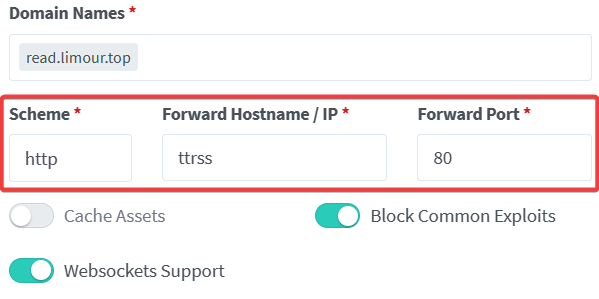 Domain Names *
read.limour.top
Scheme * Forward Hostname / IP * Forward Port *
http ttrss 80
Cache Assets Block Common Exploits
Websockets Support